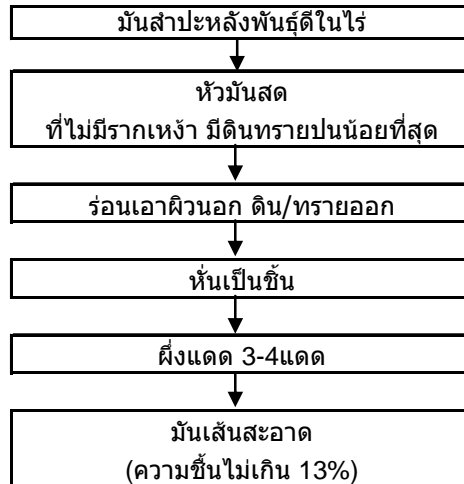 มันสำปะหลังพันธุ์ดีในไร่
หัวมันสด
ที่ไม่มีรากเหง้า มีดินทรายปนน้อยที่สุด
ร่อนเอาผิวนอก ดิน/ทรายออก
หั่นเป็นชิ้น
ผึ่งแดด 3-4แดด
มันเส้นสะอาด
(ความชื้นไม่เกิน 13%)